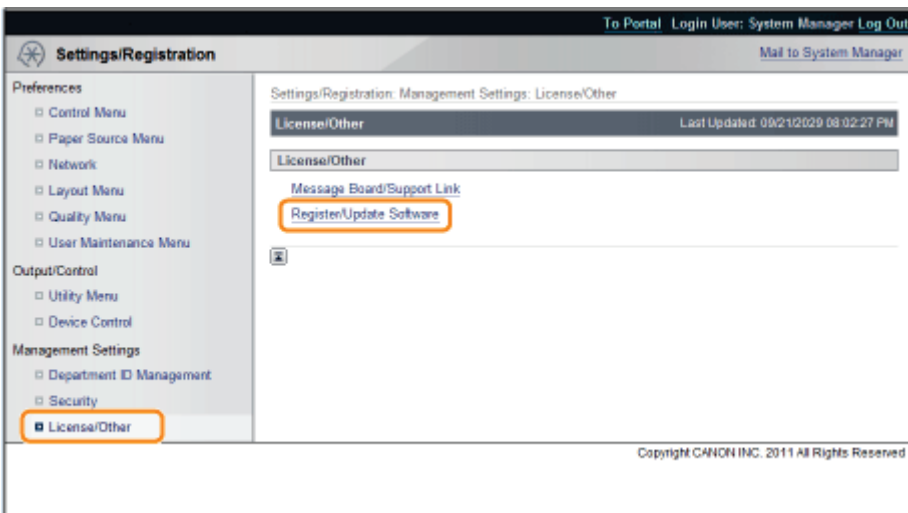 To Portal Login User: System Manager Log Out
Settings/Registration
Mail to System Manager
Preferences
Control Menu
Paper Source Menu
Network
Layout Menu
Quality Menu
User Maintenance Menu
Output/Control
Utility Menu
Device Control
Management Settings
Department ID Management
Security
License/Other
Settings/Registration: Management Settings: License/Other
License/Other Last Updated: 09/21/2029 08:02:27 PM
License/Other
Message Board/Support Link
Register/Update Software
Copyright CANON INC. 2011 All Rights Reserved